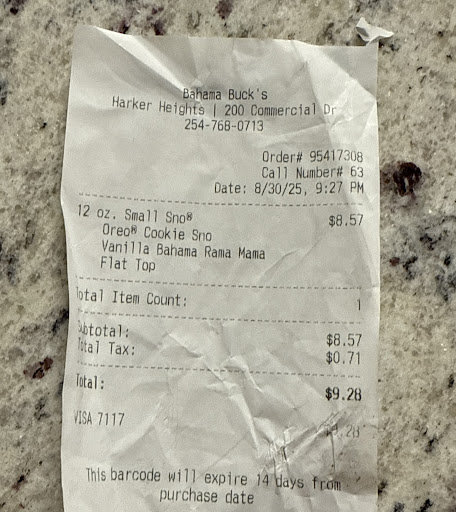 Bahama Buck's
Harker Heights | 200 Commercial Dr
254-768-0713
Order# 95417308
Call Number# 63
Date: 8/30/25, 9:27 PM
12 oz. Small Sno® $8.57
Oreo® Cookie Sno
Vanilla Bahama Rama Mama
Flat Top
Total Item Count: 1
Subtotal: $8.57
Total Tax: $0.71
Total: $9.28
VISA 7117
This barcode will expire 14 days from
purchase date